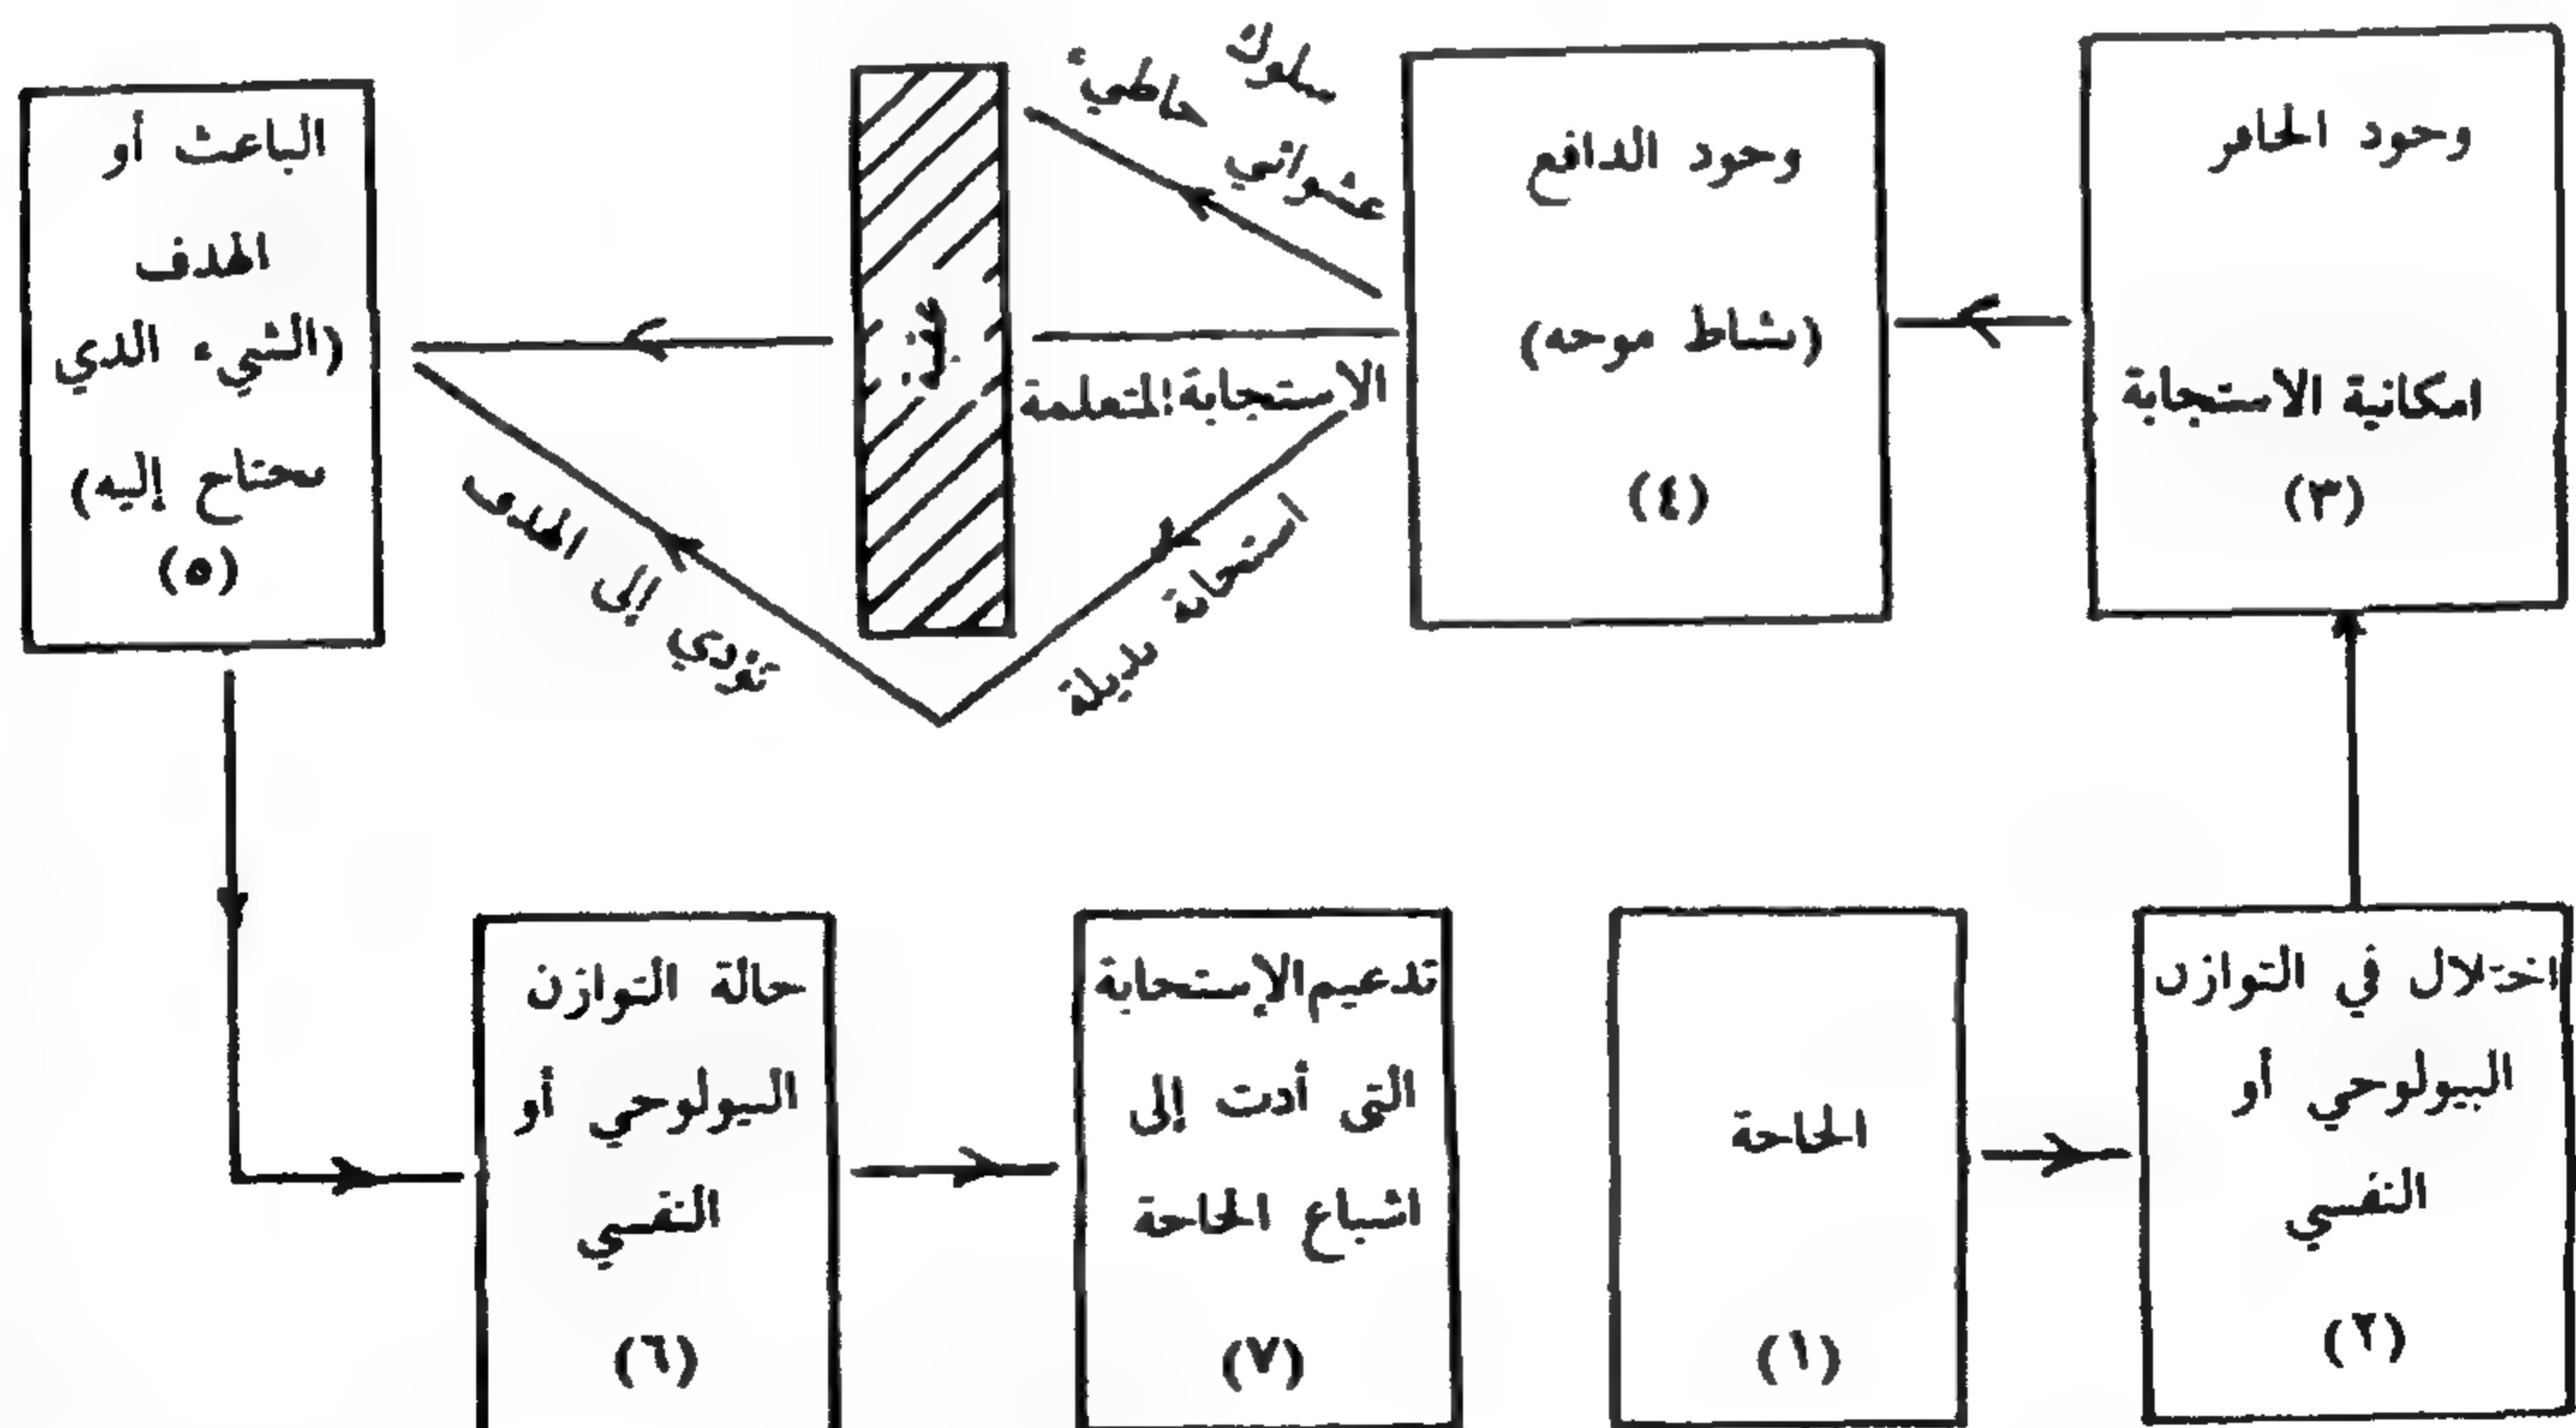 وجود الحافز
امكانية الاستجابة
(٣)
وجود الدافع
(نشاط موجه)
(٤)
سلوك خاطيء
عشوائي
الاستجابة المتعلمة
استجابة بديلة
تؤدي إلى الهدف
الباعث أو
الهدف
(الشيء الذي
نحتاج إليه)
(٥)
اختلال في التوازن
البيولوجي أو
النفسي
(٢)
الحاجة
(١)
تدعيم الإستجابة
التى أدت إلى
اشباع الحاجة
(٧)
حالة التوازن
البيولوجي أو
النفسي
(٦)